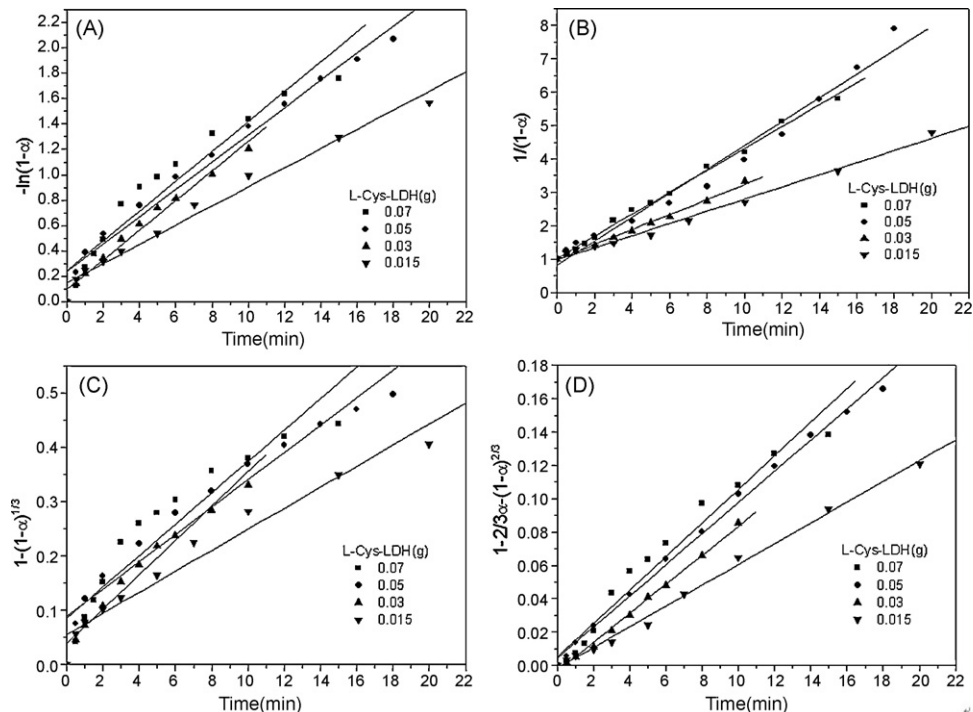 (A)
-ln(1-α)
2.2
2.0
1.8
1.6
1.4
1.2
1.0
0.8
0.6
0.4
0.2
0.0
L-Cys-LDH(g)
0.07
0.05
0.03
0.015
0 2 4 6 8 10 12 14 16 18 20 22
Time(min)
(B)
1/(1-α)
8
7
6
5
4
3
2
1
0
L-Cys-LDH(g)
0.07
0.05
0.03
0.015
0 2 4 6 8 10 12 14 16 18 20 22
Time(min)
(C)
1-(1-α)1/3
0.5
0.4
0.3
0.2
0.1
0.0
L-Cys-LDH(g)
0.07
0.05
0.03
0.015
0 2 4 6 8 10 12 14 16 18 20 22
Time(min)
(D)
1-2/3α-(1-α)2/3
0.18
0.16
0.14
0.12
0.10
0.08
0.06
0.04
0.02
0.00
L-Cys-LDH(g)
0.07
0.05
0.03
0.015
0 2 4 6 8 10 12 14 16 18 20 22
Time(min)